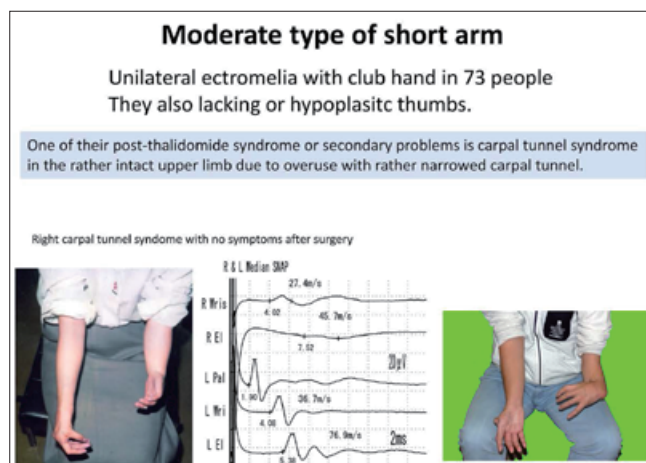 Moderate type of short arm
Unilateral ectromelia with club hand in 73 people
They also lacking or hypoplasitc thumbs.
One of their post-thalidomide syndrome or secondary problems is carpal tunnel syndrome
in the rather intact upper limb due to overuse with rather narrowed carpal tunnel.
Right carpal tunnel syndome with no symptoms after surgery
R & L Median SNAP
27.4m/s
R Wris
4.02
45.7m/s
R El
7.52
20μV
L Pal
1.90
36.7m/s
L Wri
4.08
76.9m/s
2ms
L El